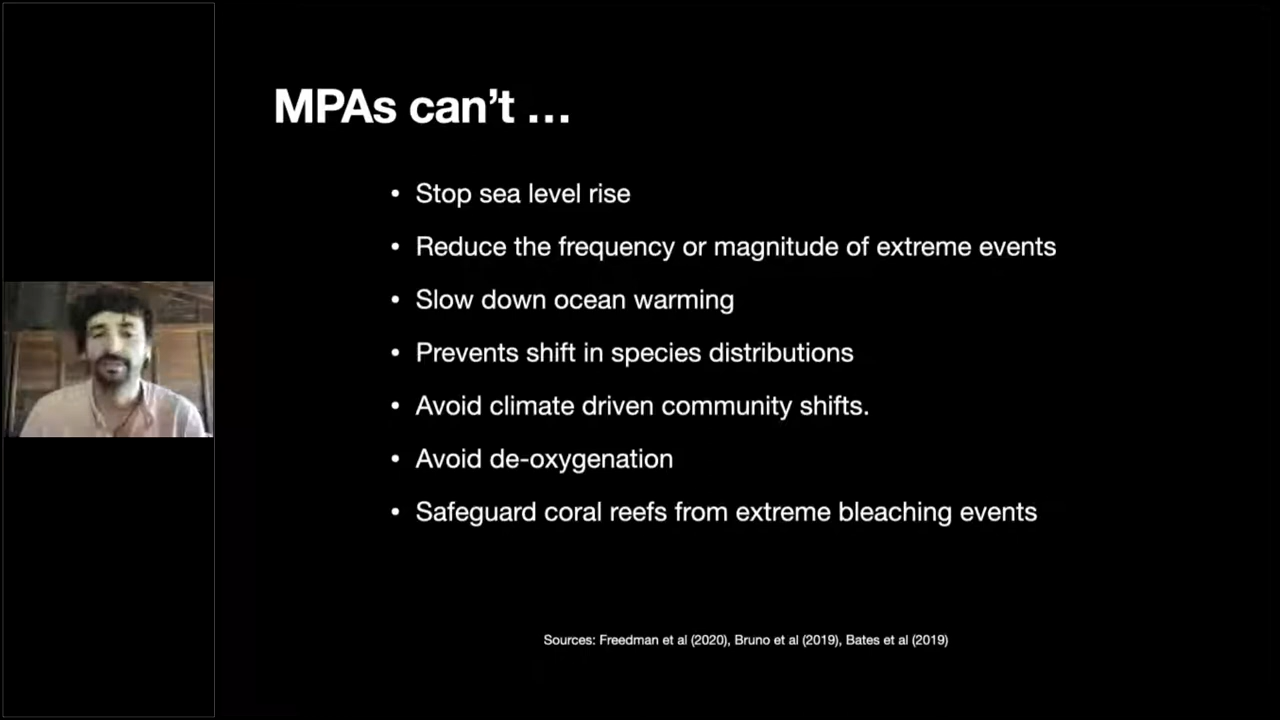 MPAs can’t …
• Stop sea level rise
• Reduce the frequency or magnitude of extreme events
• Slow down ocean warming
• Prevents shift in species distributions
• Avoid climate driven community shifts.
• Avoid de-oxygenation
• Safeguard coral reefs from extreme bleaching events
Sources: Freedman et al (2020), Bruno et al (2019), Bates et al (2019)